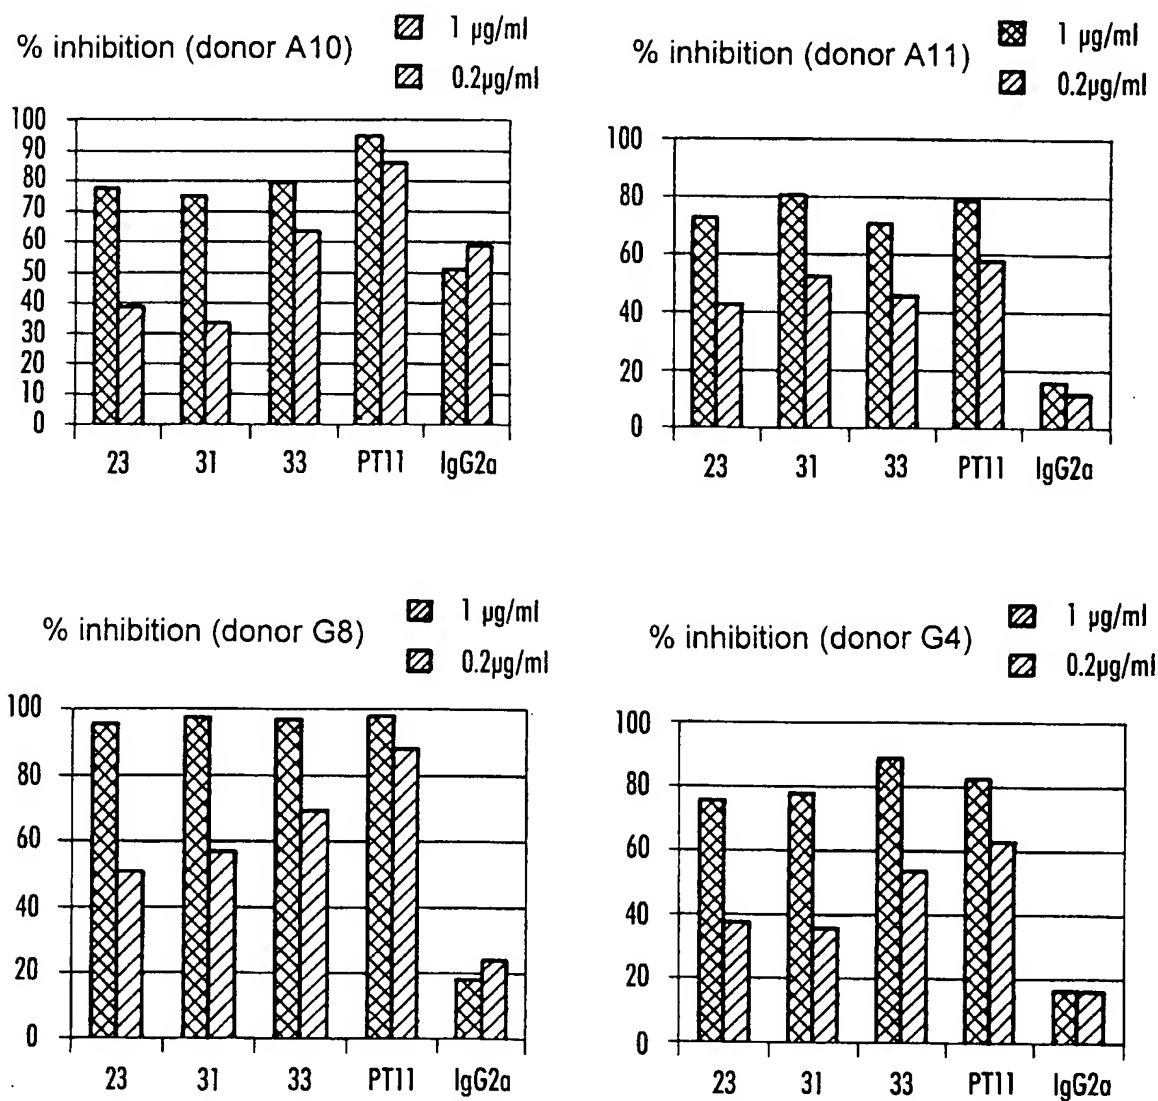 % inhibition (donor A10)
1 µg/ml
0.2µg/ml
100
90
80
70
60
50
40
30
20
10
0
23 31 33 PT11 IgG2a
% inhibition (donor A11)
1 µg/ml
0.2µg/ml
100
80
60
40
20
0
23 31 33 PT11 IgG2a
% inhibition (donor G8)
1 µg/ml
0.2µg/ml
100
80
60
40
20
0
23 31 33 PT11 IgG2a
% inhibition (donor G4)
1 µg/ml
0.2µg/ml
100
80
60
40
20
0
23 31 33 PT11 IgG2a